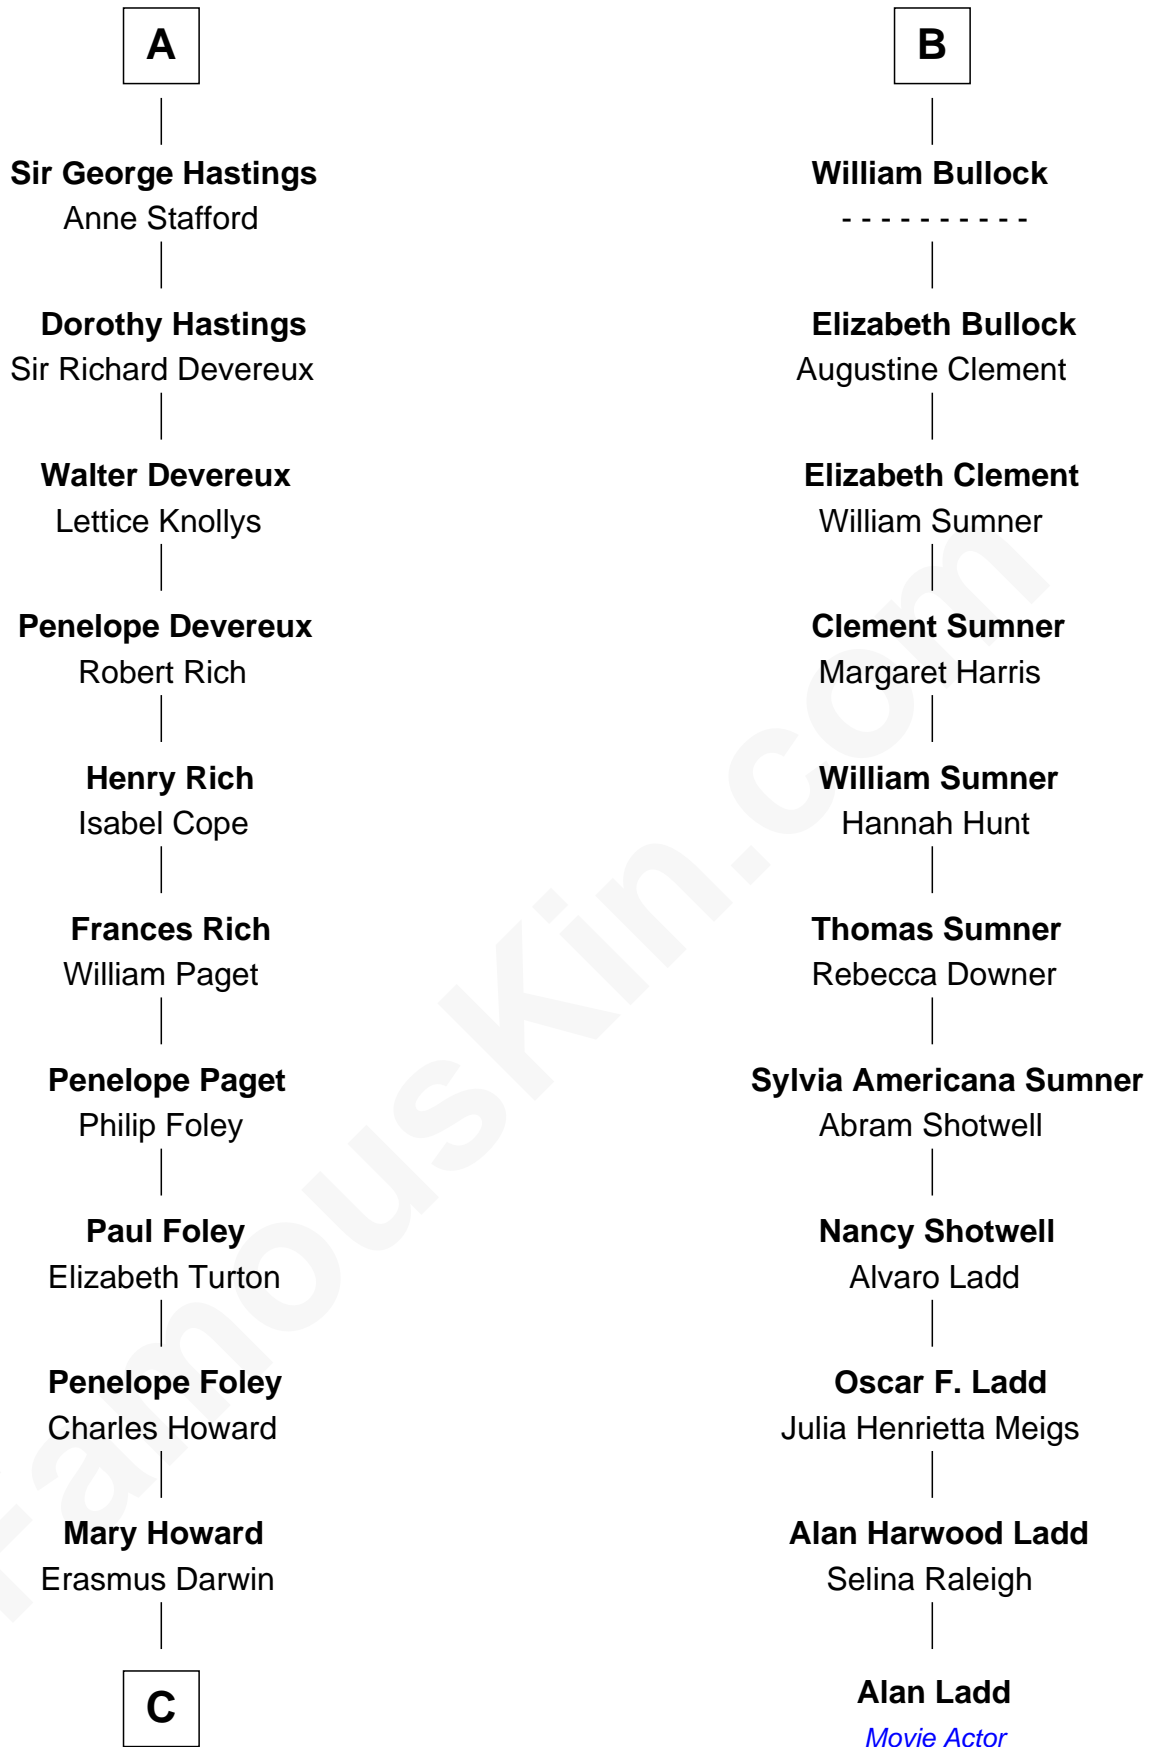 A
Sir George Hastings
Anne Stafford
Dorothy Hastings
Sir Richard Devereux
Walter Devereux
Lettice Knollys
Penelope Devereux
Robert Rich
Henry Rich
Isabel Cope
Frances Rich
William Paget
Penelope Paget
Philip Foley
Paul Foley
Elizabeth Turton
Penelope Foley
Charles Howard
Mary Howard
Erasmus Darwin
C
B
William Bullock
- - - - - - - - - -
Elizabeth Bullock
Augustine Clement
Elizabeth Clement
William Sumner
Clement Sumner
Margaret Harris
William Sumner
Hannah Hunt
Thomas Sumner
Rebecca Downer
Sylvia Americana Sumner
Abram Shotwell
Nancy Shotwell
Alvaro Ladd
Oscar F. Ladd
Julia Henrietta Meigs
Alan Harwood Ladd
Selina Raleigh
Alan Ladd
Movie Actor
FamousKin.com